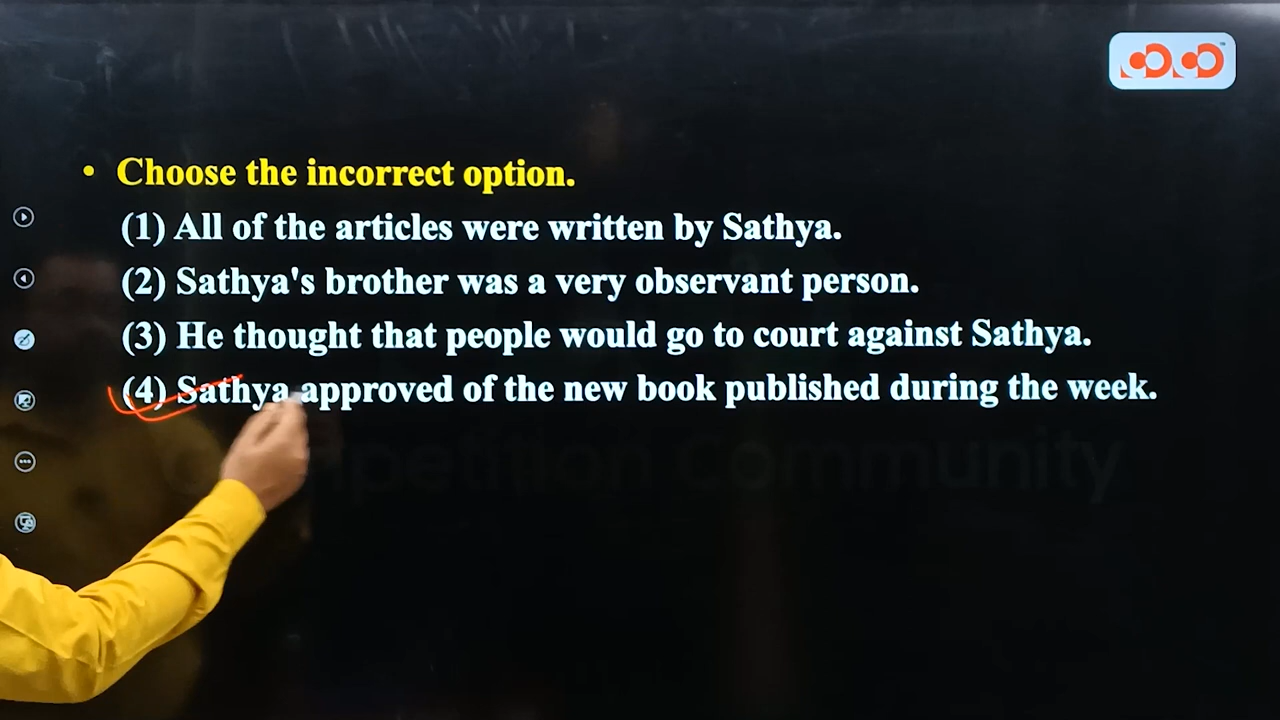 • Choose the incorrect option.
(1) All of the articles were written by Sathya.
(2) Sathya's brother was a very observant person.
(3) He thought that people would go to court against Sathya.
(4) Sathya approved of the new book published during the week.
Competition Community